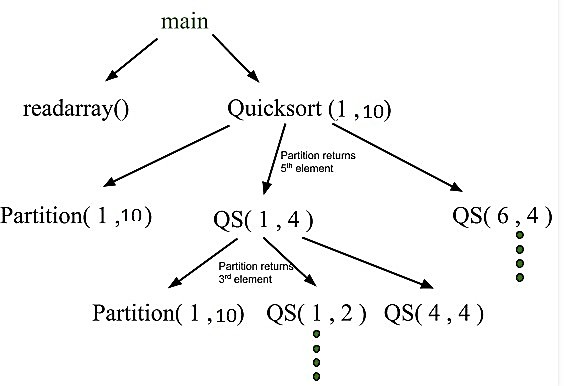 main
readarray()
Quicksort (1 ,10)
Partition returns
5th element
Partition( 1 ,10 )
QS( 1 , 4 )
QS( 6 , 4 )
Partition returns
3rd element
Partition( 1 ,10)
QS( 1 , 2 )
QS( 4 , 4 )